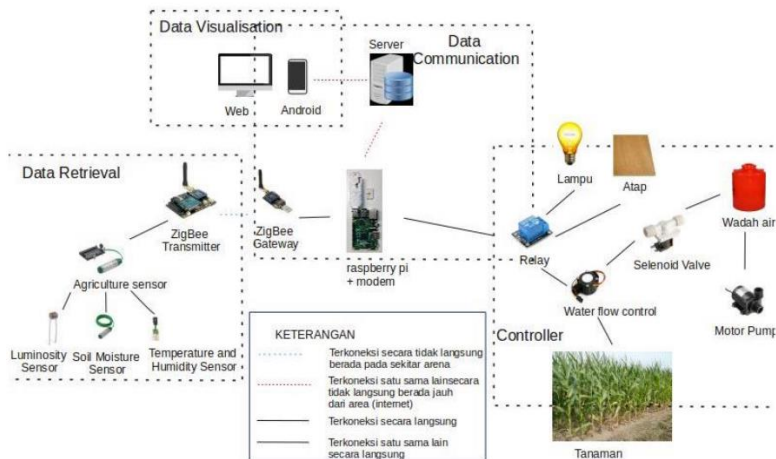 Data Visualisation
Web
Android
Server
Data
Communication
Data Retrieval
ZigBee
Transmitter
ZigBee
Gateway
raspberry pi
+ modem
Agriculture sensor
Luminosity
Sensor
Soil Moisture
Sensor
Temperature and
Humidity Sensor
Lampu
Atap
Wadah air
Relay
Selenoid Valve
Water flow control
Motor Pump
Controller
Tanaman
KETERANGAN
Terkoneksi secara tidak langsung
berada pada sekitar arena
Terkoneksi satu sama lainsecara
tidak langsung berada jauh
dari area (internet)
Terkoneksi secara langsung
Terkoneksi satu sama lain
secara langsung